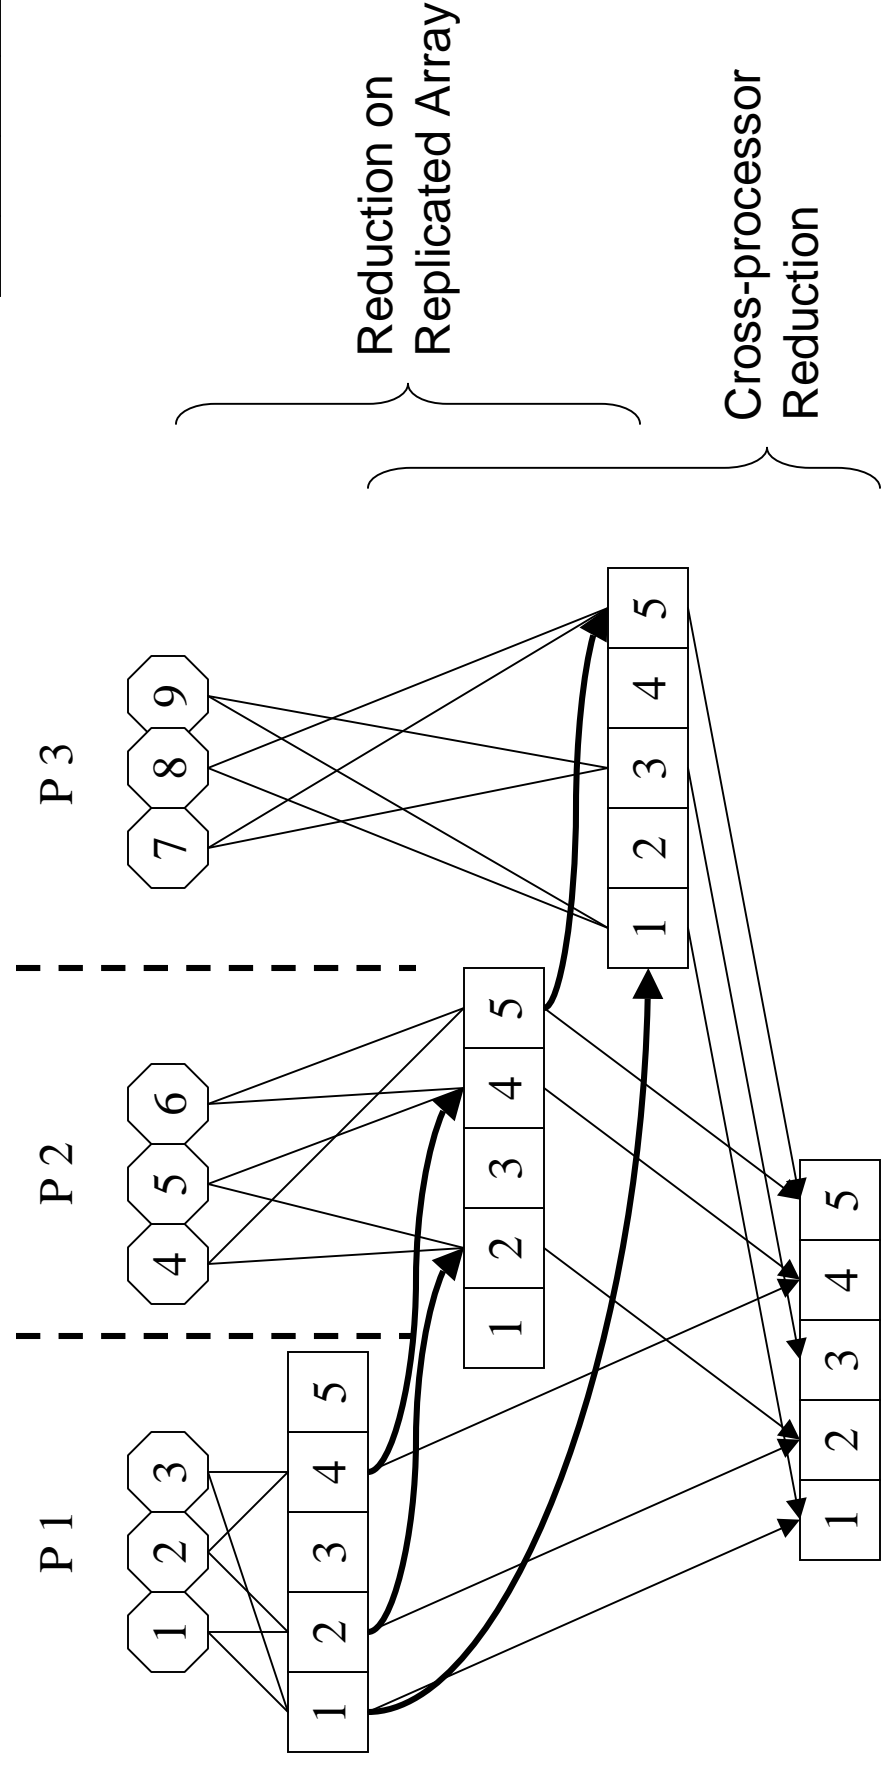 P 1
P 2
P 3
1 2 3
4 5 6
7 8 9
1 2 3 4 5
1 2 3 4 5
1 2 3 4 5
1 2 3 4 5
Reduction on
Replicated Array
Cross-processor
Reduction